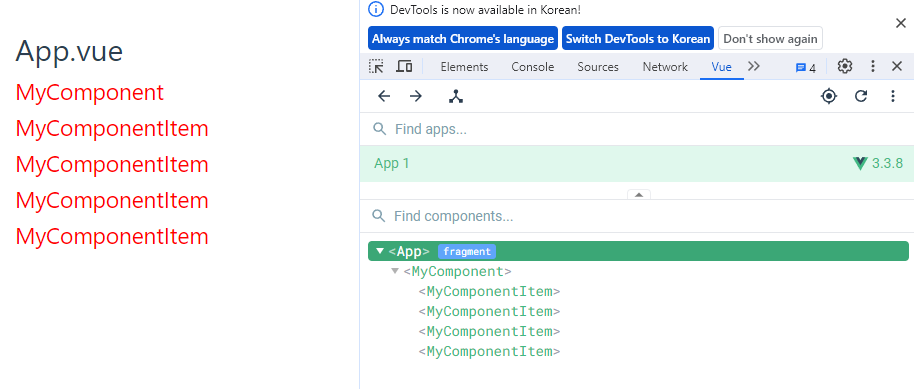 App.vue
MyComponent
MyComponentItem
MyComponentItem
MyComponentItem
MyComponentItem
DevTools is now available in Korean!
Always match Chrome's language Switch DevTools to Korean Don't show again
Elements Console Sources Network Vue 4
Find apps...
App 1 3.3.8
Find components...
<App> fragment
<MyComponent>
<MyComponentItem>
<MyComponentItem>
<MyComponentItem>
<MyComponentItem>